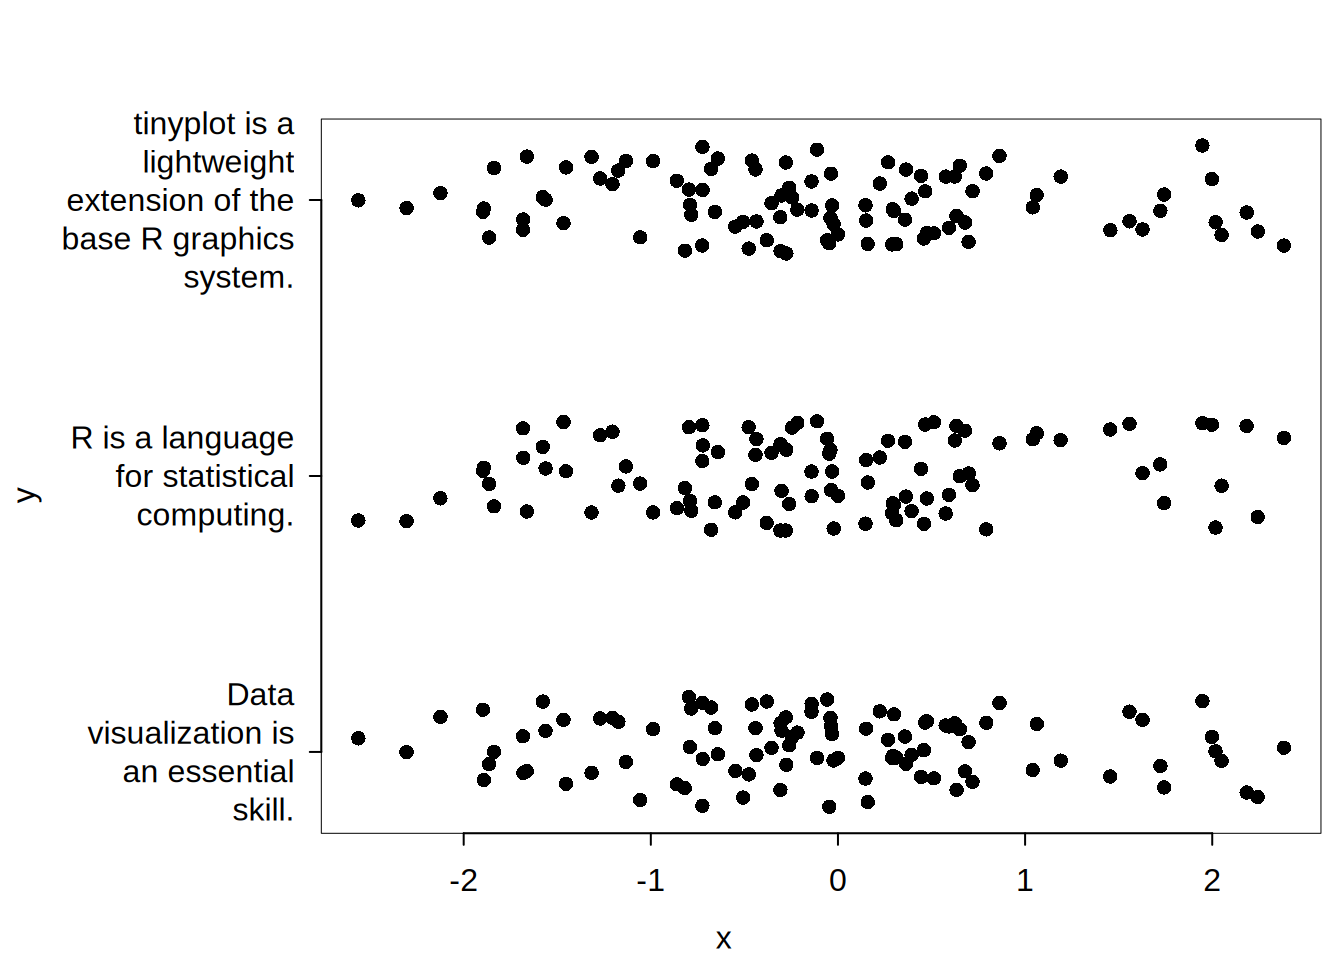 tinyplot is a
lightweight
extension of the
base R graphics
system.
R is a language
for statistical
computing.
Data
visualization is
an essential
skill.
y
-2 -1 0 1 2
x